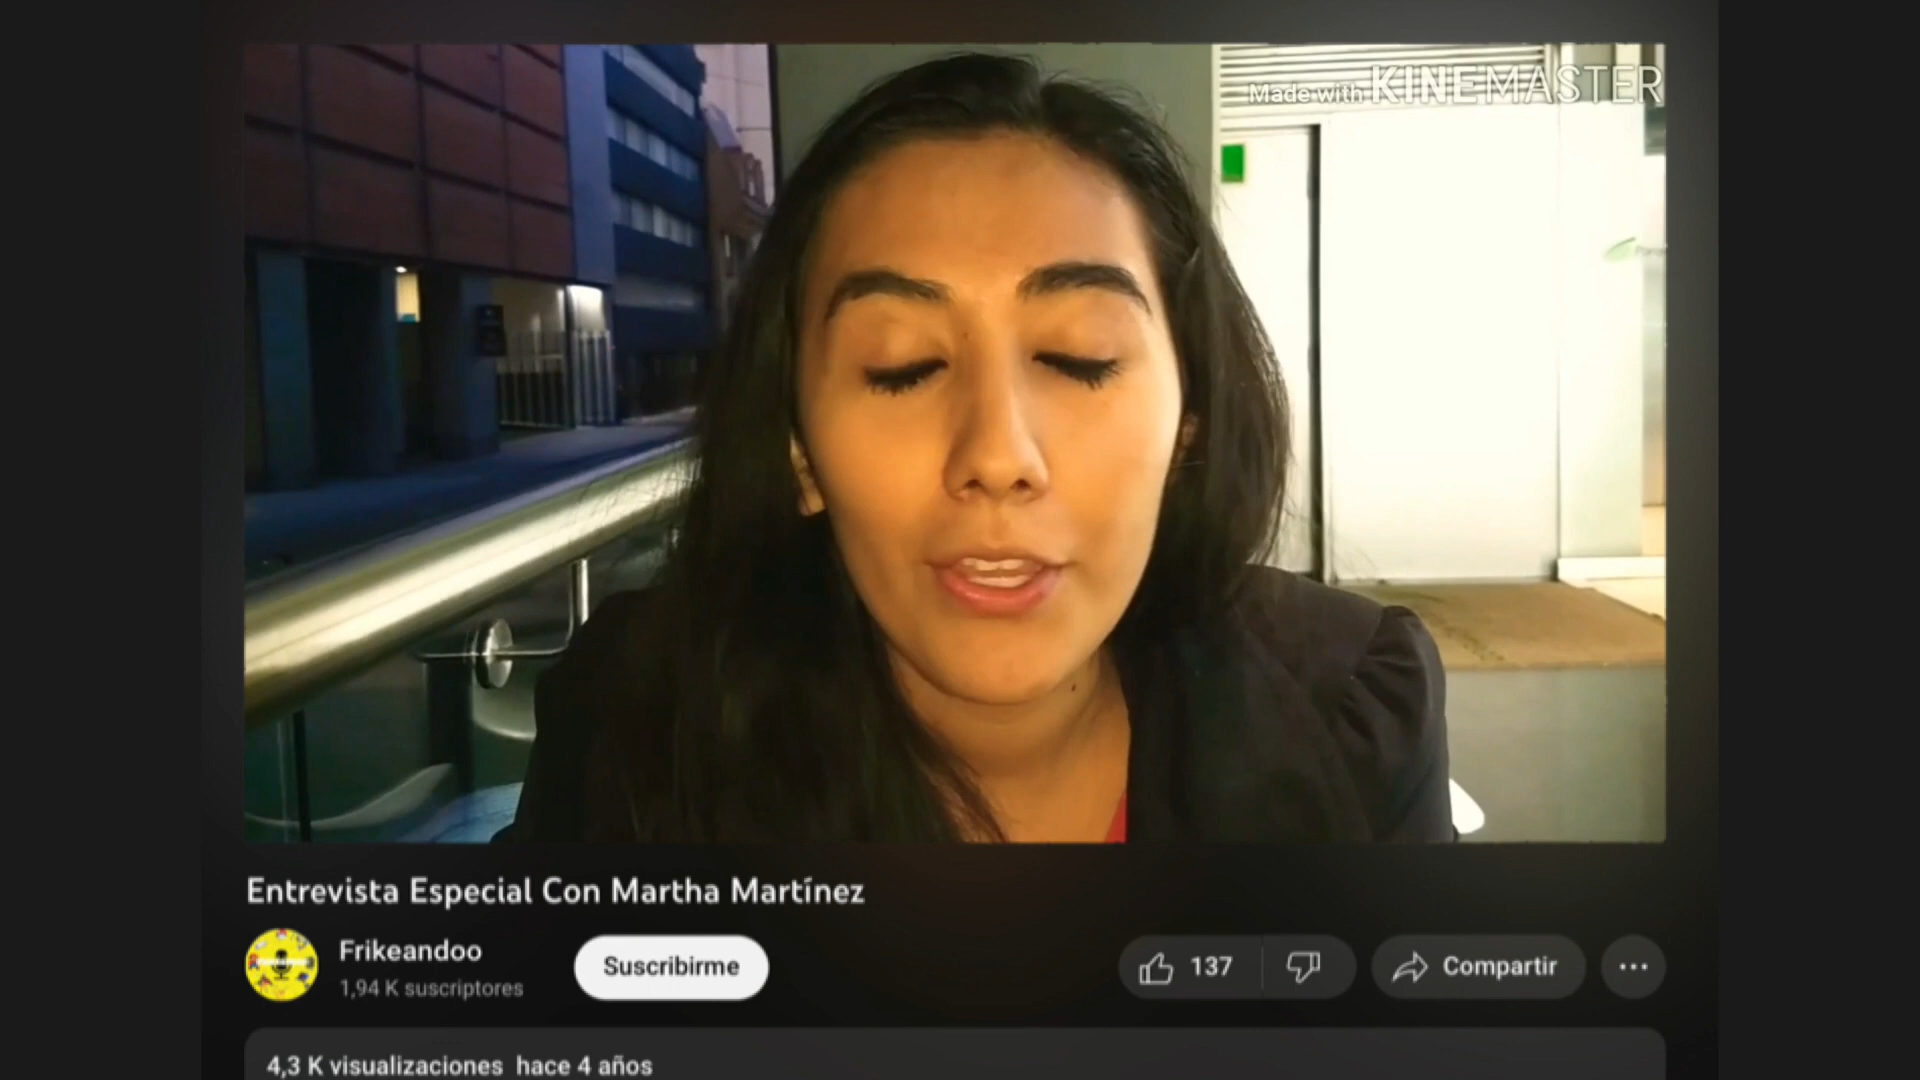 Made with KINEMASTER
Entrevista Especial Con Martha Martínez
Frikeandoo
1,94 K suscriptores
Suscribirme
137
Compartir
4,3 K visualizaciones hace 4 años